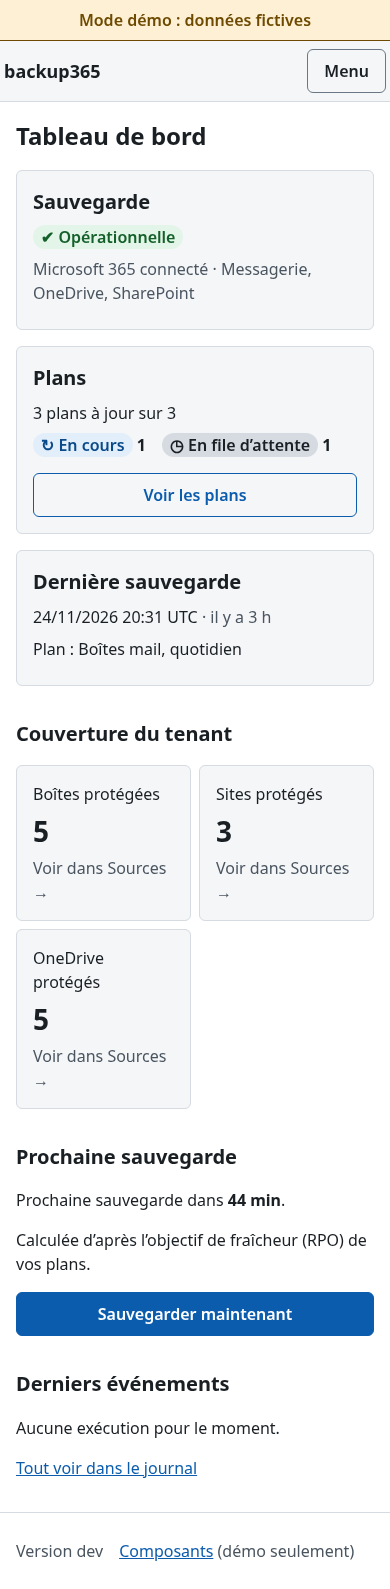 Mode démo : données fictives
backup365
Menu
Tableau de bord
Sauvegarde
✔ Opérationnelle
Microsoft 365 connecté · Messagerie,
OneDrive, SharePoint
Plans
3 plans à jour sur 3
↻ En cours 1 ◷ En file d’attente 1
Voir les plans
Dernière sauvegarde
24/11/2026 20:31 UTC · il y a 3 h
Plan : Boîtes mail, quotidien
Couverture du tenant
Boîtes protégées
5
Voir dans Sources
→
Sites protégés
3
Voir dans Sources
→
OneDrive
protégés
5
Voir dans Sources
→
Prochaine sauvegarde
Prochaine sauvegarde dans 44 min.
Calculée d’après l’objectif de fraîcheur (RPO) de
vos plans.
Sauvegarder maintenant
Derniers événements
Aucune exécution pour le moment.
Tout voir dans le journal
Version dev Composants (démo seulement)